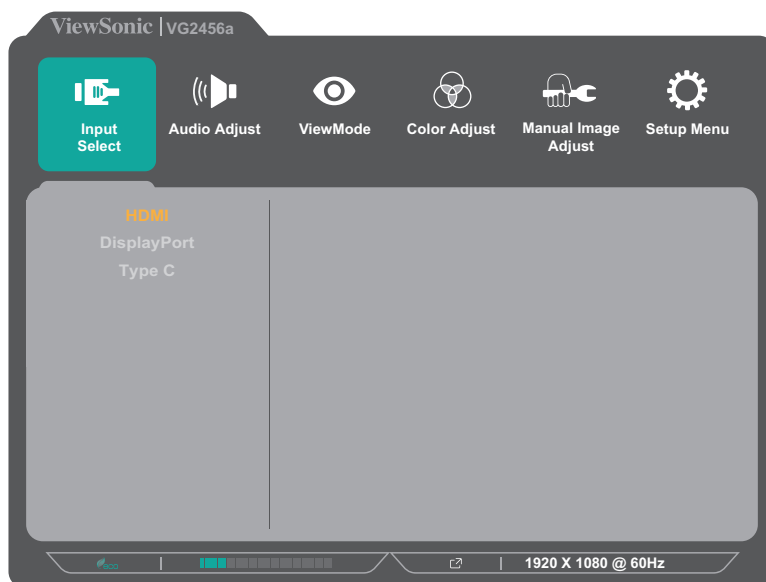 ViewSonic VG2456a
Input Select
Audio Adjust
ViewMode
Color Adjust
Manual Image Adjust
Setup Menu
HDMI
DisplayPort
Type C
ECO
1920 X 1080 @ 60Hz